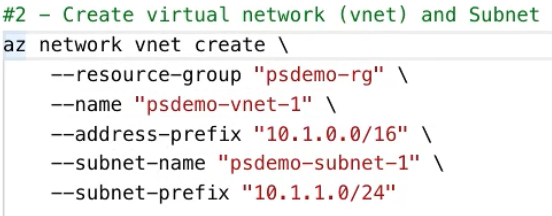 #2 - Create virtual network (vnet) and Subnet
az network vnet create \
    --resource-group "psdemo-rg" \
    --name "psdemo-vnet-1" \
    --address-prefix "10.1.0.0/16" \
    --subnet-name "psdemo-subnet-1" \
    --subnet-prefix "10.1.1.0/24"